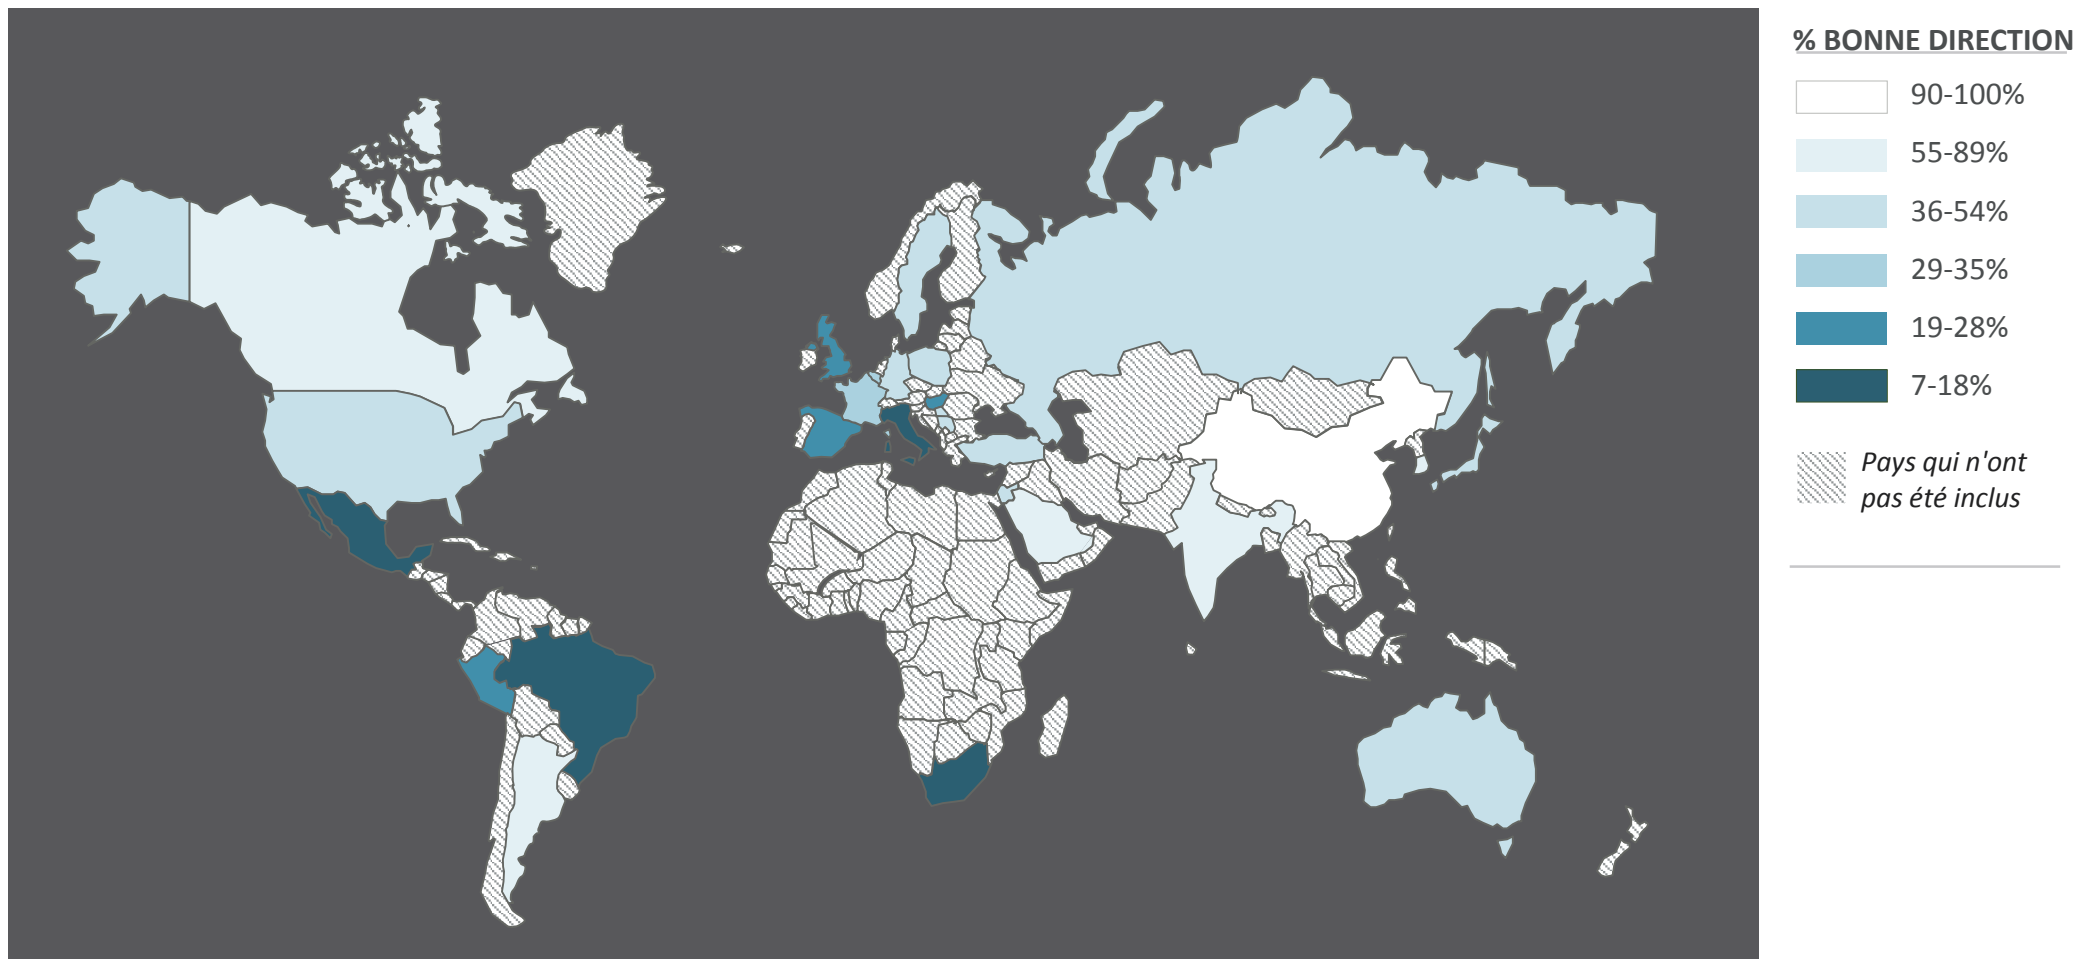 % BONNE DIRECTION
90-100%
55-89%
36-54%
29-35%
19-28%
7-18%
Pays qui n'ont
pas été inclus